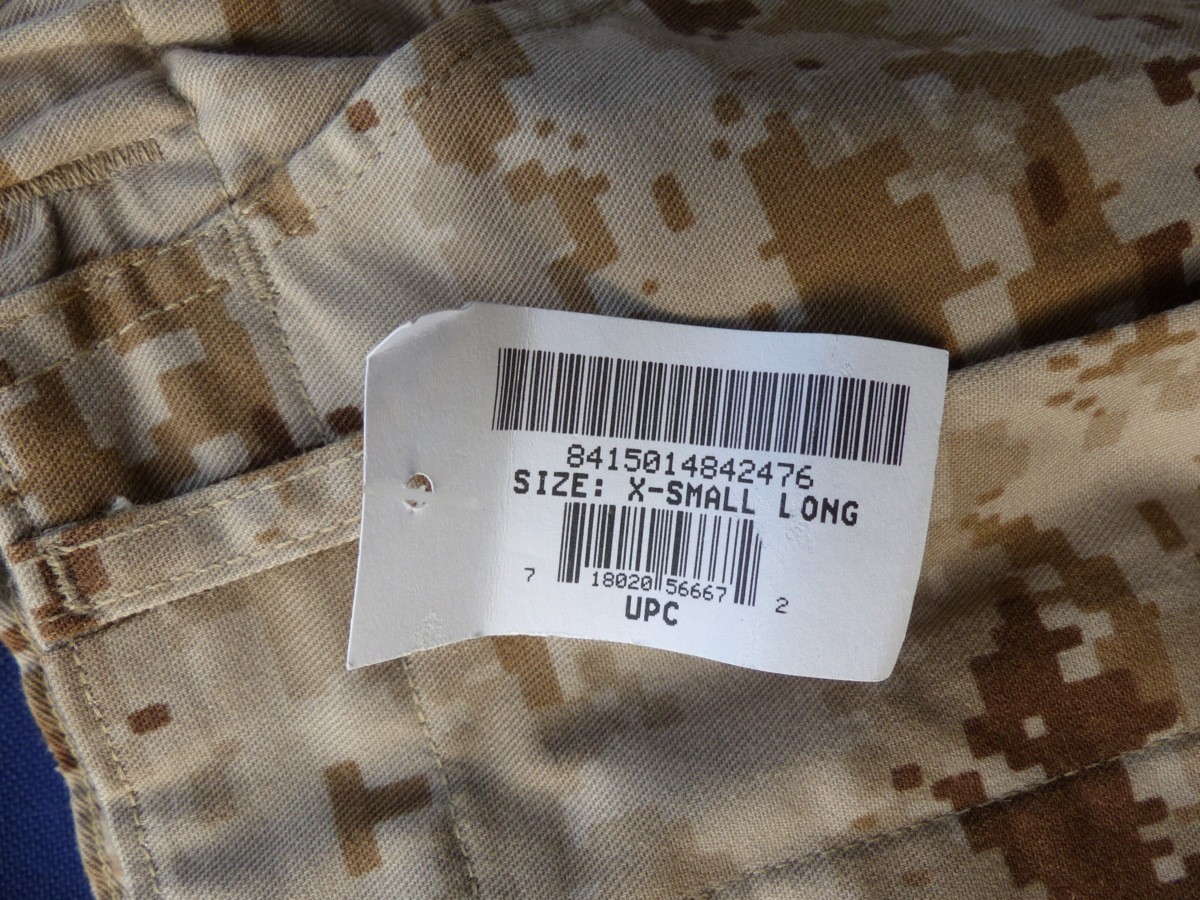 8415014842476
SIZE: X-SMALL LONG
7 18020 56667 2
UPC